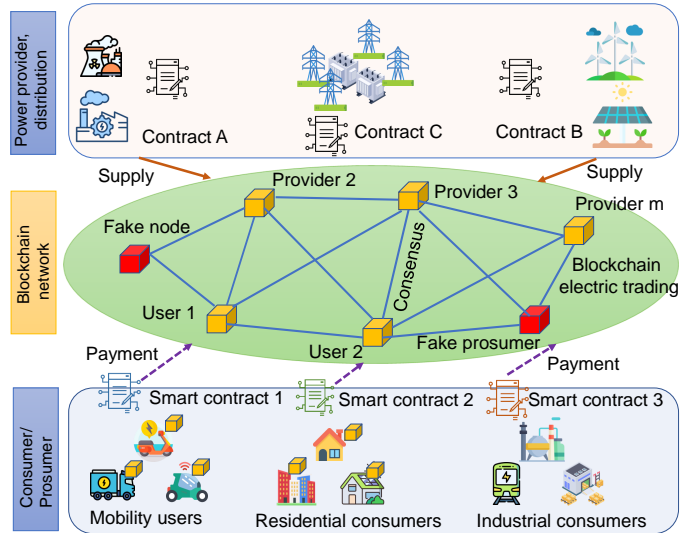 Power provider,
distribution
Contract A
Contract C
Contract B
Supply
Supply
Blockchain
network
Provider 2
Provider 3
Provider m
Fake node
Consensus
Blockchain
electric trading
User 1
User 2
Fake prosumer
Payment
Payment
Consumer/
Prosumer
Smart contract 1
Smart contract 2
Smart contract 3
Mobility users
Residential consumers
Industrial consumers